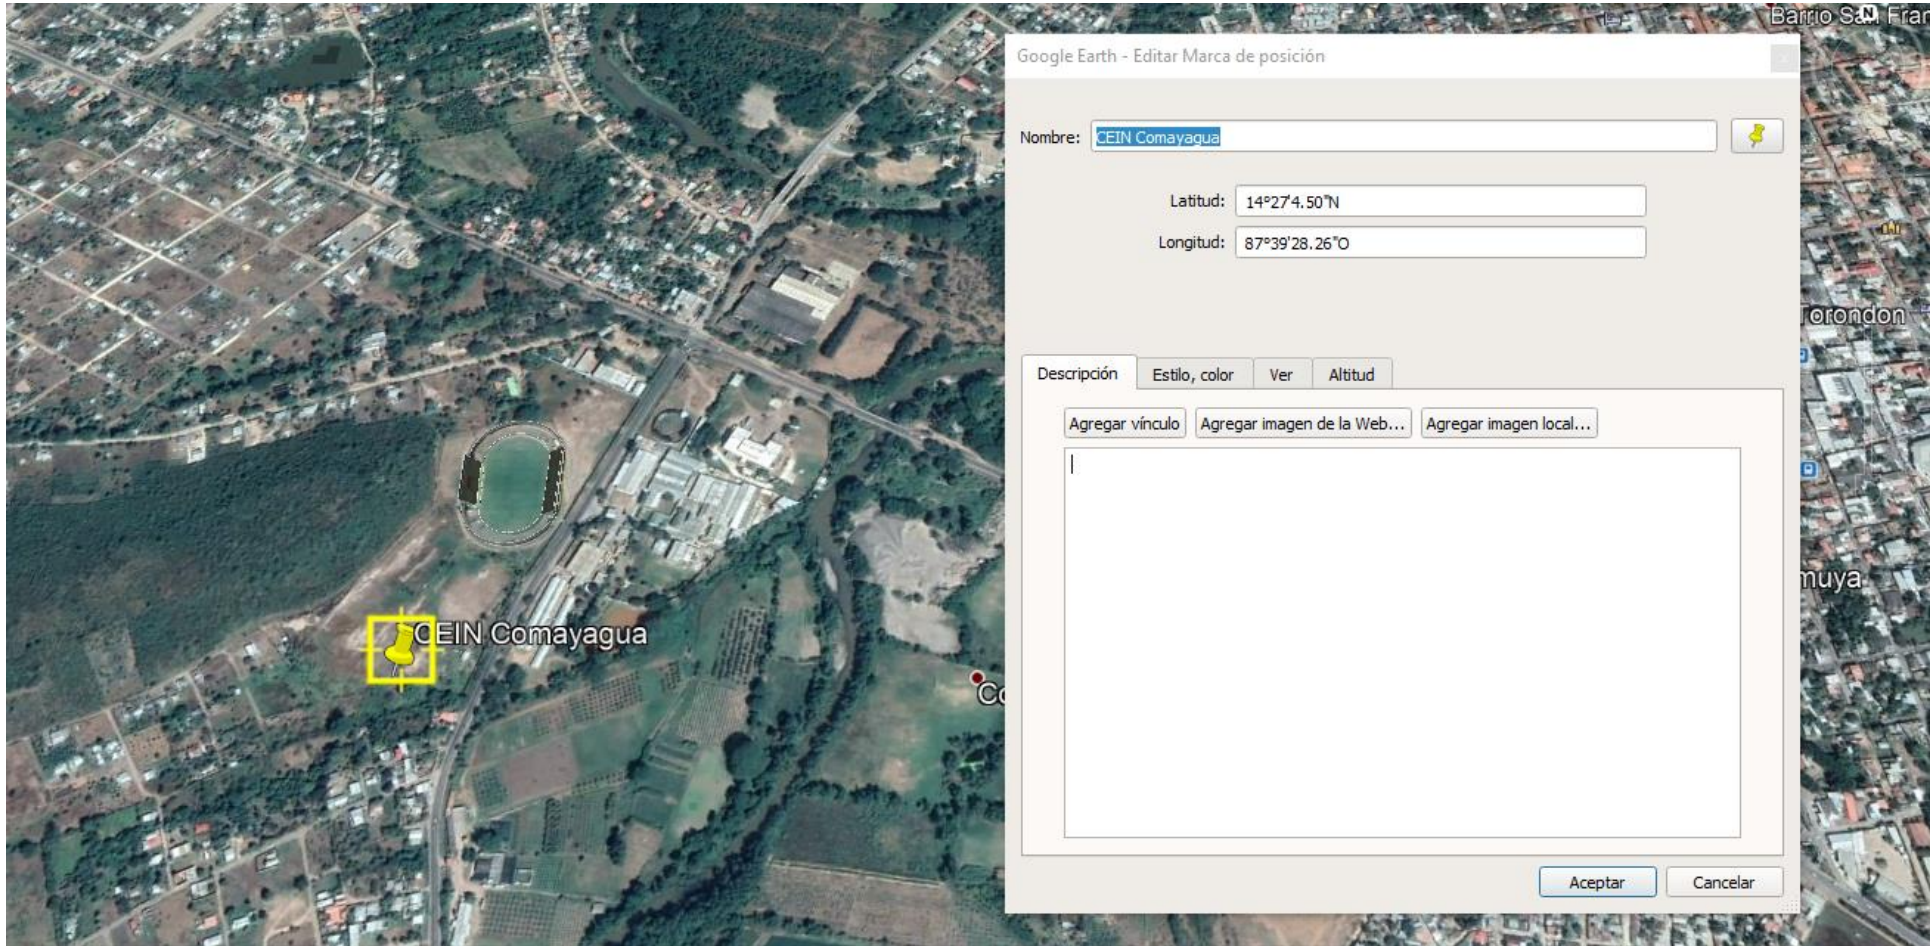 Barrio San Fran
N
Google Earth - Editar Marca de posición
Nombre: CEIN Comayagua
Latitud: 14°27'4.50"N
Longitud: 87°39'28.26"O
Torondon
Descripción Estilo, color Ver Altitud
Agregar vínculo Agregar imagen de la Web... Agregar imagen local...
muya
CEIN Comayagua
Co
Aceptar Cancelar